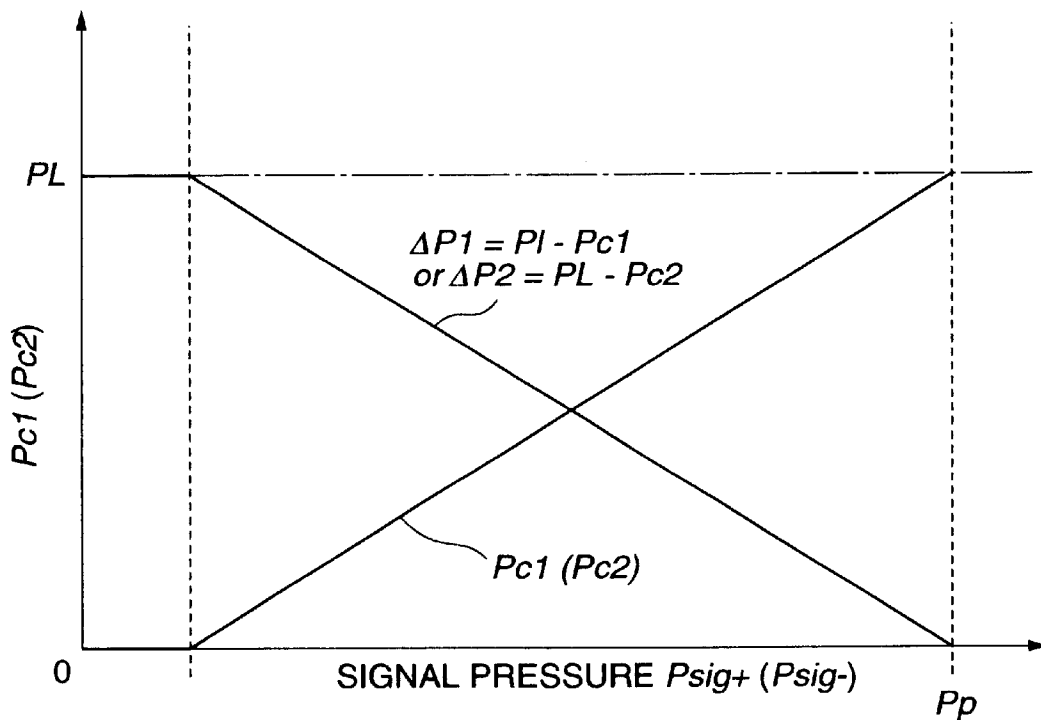 PL
ΔP1 = Pl - Pc1
or ΔP2 = PL - Pc2
Pc1 (Pc2)
Pc1 (Pc2)
0
SIGNAL PRESSURE Psig+ (Psig-)
Pp